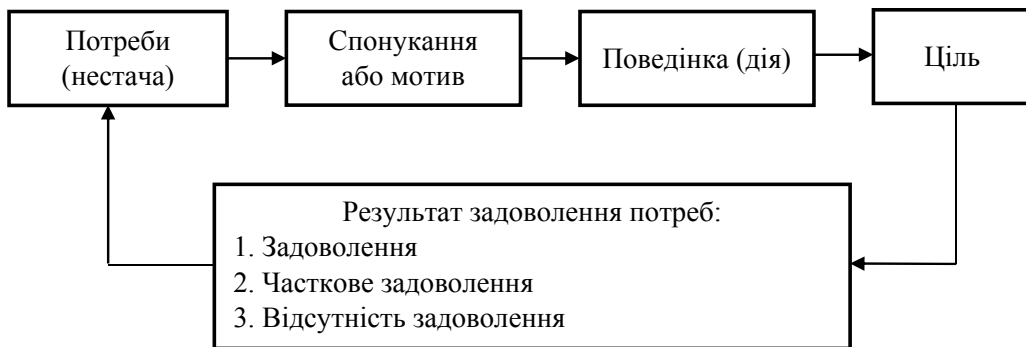 Потреби
(нестача)
Спонукання
або мотив
Поведінка (дія)
Ціль
Результат задоволення потреб:
1. Задоволення
2. Часткове задоволення
3. Відсутність задоволення